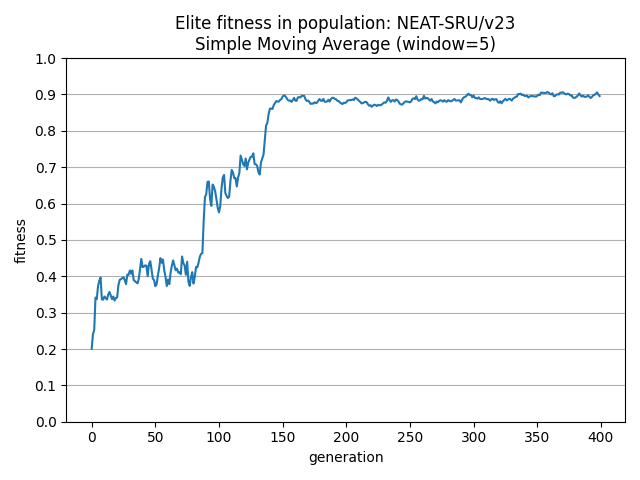 Elite fitness in population: NEAT-SRU/v23
Simple Moving Average (window=5)
fitness
1.0
0.9
0.8
0.7
0.6
0.5
0.4
0.3
0.2
0.1
0.0
0 50 100 150 200 250 300 350 400
generation